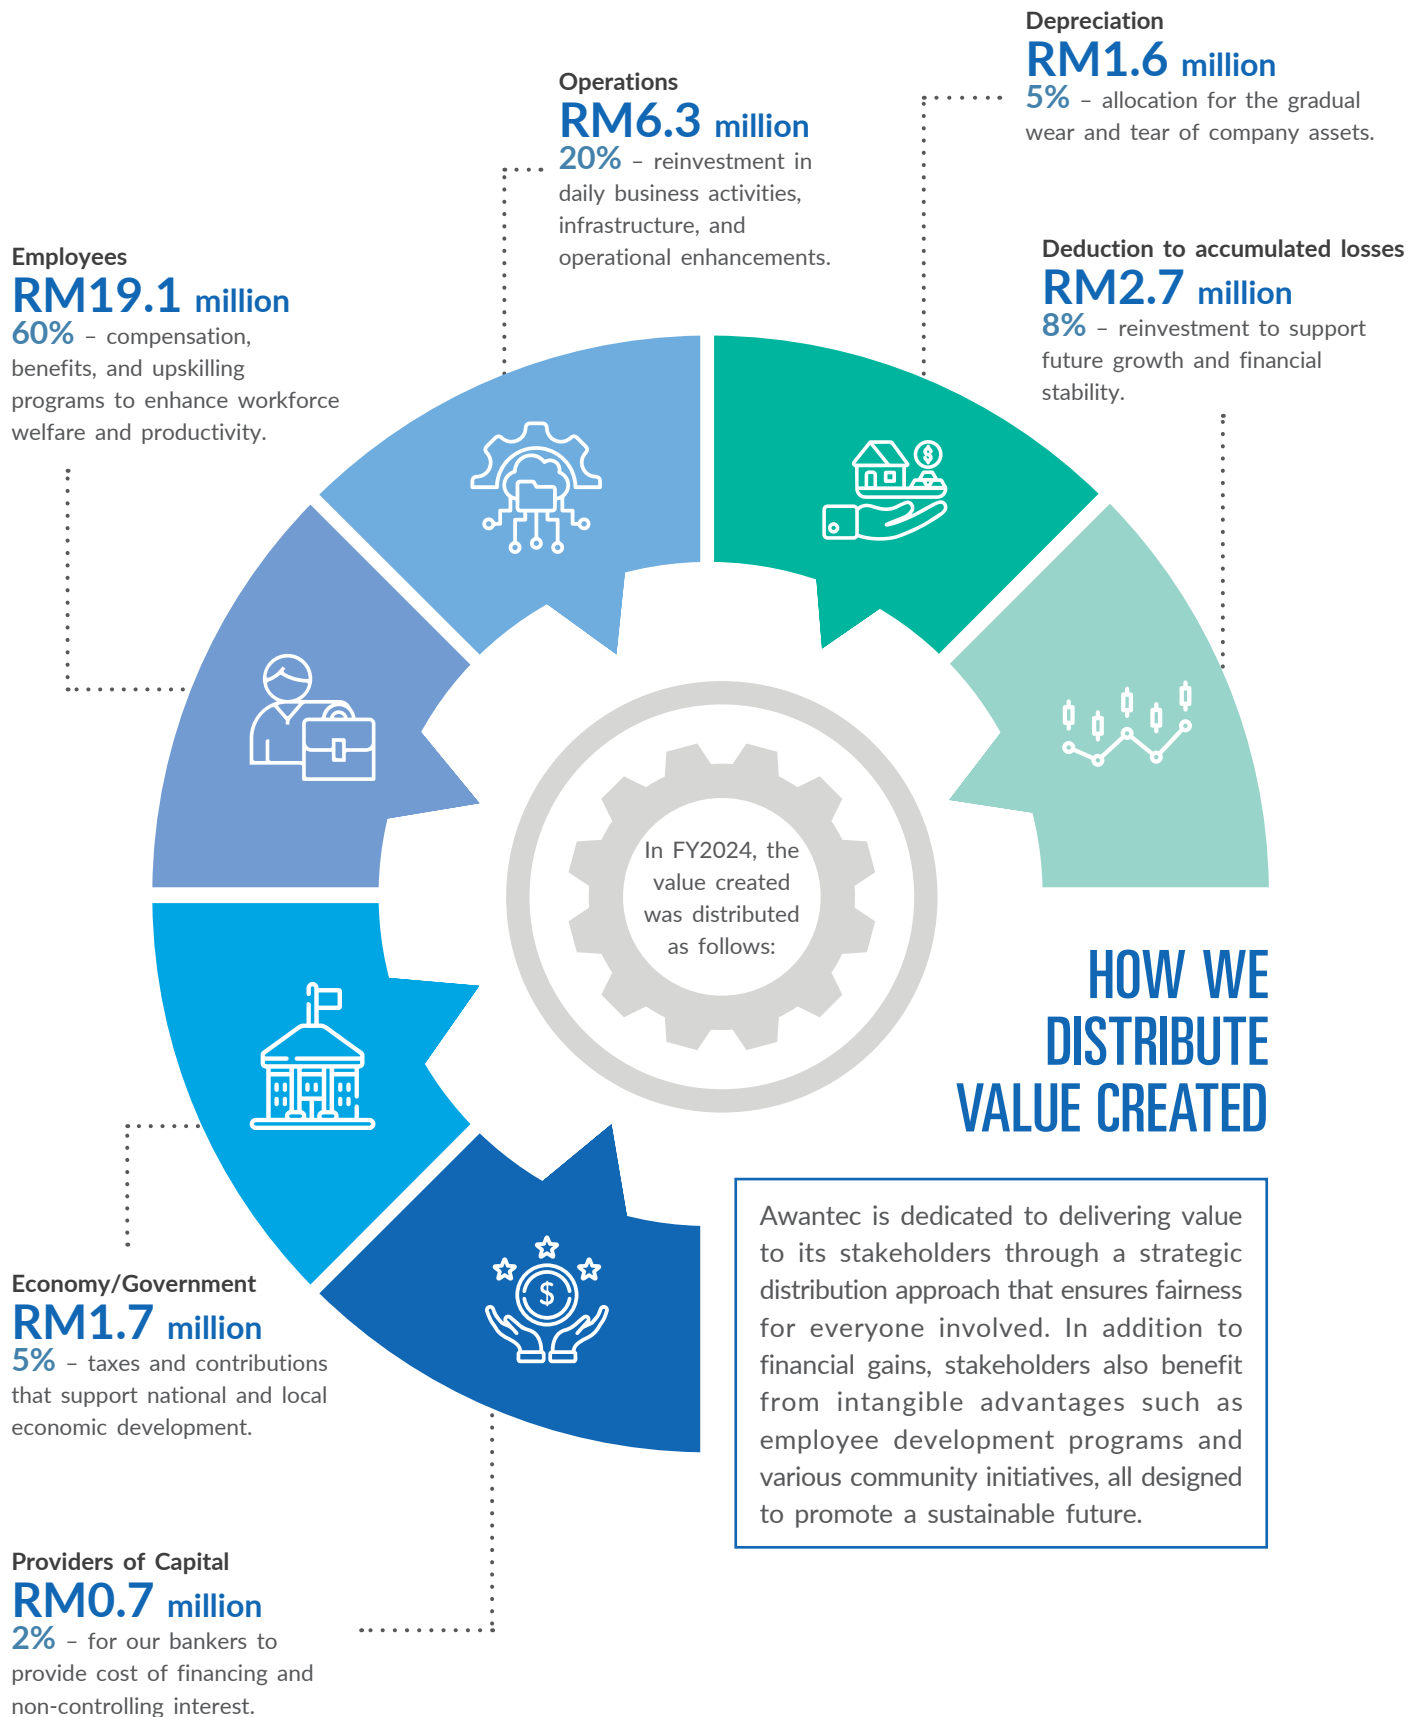 Depreciation
RM1.6 million
5% – allocation for the gradual
wear and tear of company assets.
Operations
RM6.3 million
20% – reinvestment in
daily business activities,
infrastructure, and
operational enhancements.
Employees
RM19.1 million
60% – compensation,
benefits, and upskilling
programs to enhance workforce
welfare and productivity.
Deduction to accumulated losses
RM2.7 million
8% – reinvestment to support
future growth and financial
stability.
$
In FY2024, the
value created
was distributed
as follows:
HOW WE
DISTRIBUTE
VALUE CREATED
Awantec is dedicated to delivering value
to its stakeholders through a strategic
distribution approach that ensures fairness
for everyone involved. In addition to
financial gains, stakeholders also benefit
from intangible advantages such as
employee development programs and
various community initiatives, all designed
to promote a sustainable future.
$
Economy/Government
RM1.7 million
5% – taxes and contributions
that support national and local
economic development.
Providers of Capital
RM0.7 million
2% – for our bankers to
provide cost of financing and
non-controlling interest.